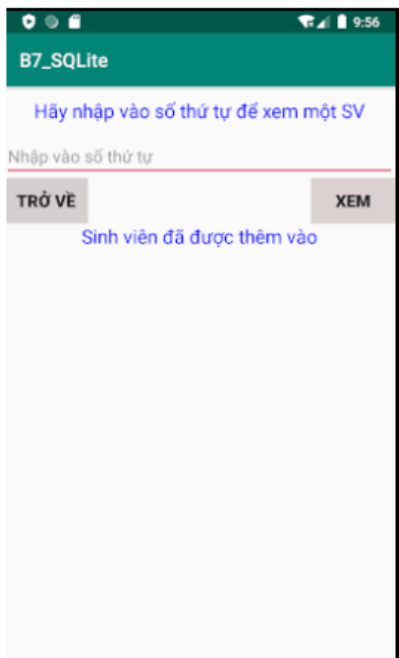 9:56
B7_SQLite
Hãy nhập vào số thứ tự để xem một SV
Nhập vào số thứ tự
TRỞ VỀ XEM
Sinh viên đã được thêm vào